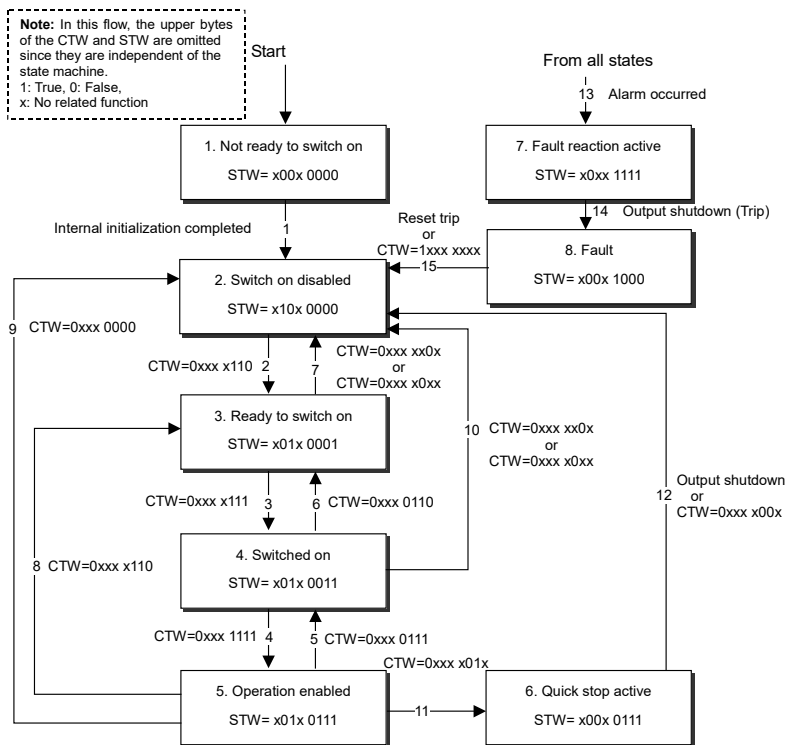 Note: In this flow, the upper bytes
of the CTW and STW are omitted
since they are independent of the
state machine.
1: True, 0: False,
x: No related function
Start
From all states
13 Alarm occurred
1. Not ready to switch on
STW= x00x 0000
7. Fault reaction active
STW= x0xx 1111
Internal initialization completed 1
14 Output shutdown (Trip)
Reset trip
or
CTW=1xxx xxxx
15
8. Fault
STW= x00x 1000
2. Switch on disabled
STW= x10x 0000
9 CTW=0xxx 0000
CTW=0xxx x110 2
7 CTW=0xxx xx0x
or
CTW=0xxx x0xx
3. Ready to switch on
STW= x01x 0001
10 CTW=0xxx xx0x
or
CTW=0xxx x0xx
12 Output shutdown
or
CTW=0xxx x00x
CTW=0xxx x111 3
6 CTW=0xxx 0110
4. Switched on
STW= x01x 0011
8 CTW=0xxx x110
CTW=0xxx 1111 4
5 CTW=0xxx 0111
CTW=0xxx x01x
11
5. Operation enabled
STW= x01x 0111
6. Quick stop active
STW= x00x 0111